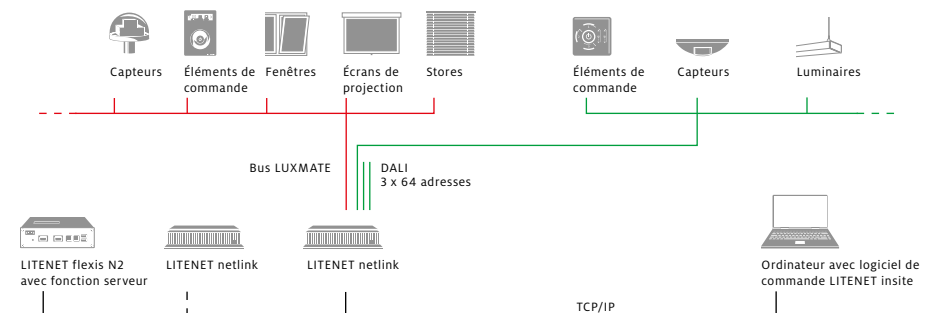 Capteurs
Éléments de
commande
Fenêtres
Écrans de
projection
Stores
Éléments de
commande
Capteurs
Luminaires
Bus LUXMATE
DALI
3 x 64 adresses
LITENET flexis N2
avec fonction serveur
LITENET netlink
LITENET netlink
Ordinateur avec logiciel de
commande LITENET insite
TCP/IP